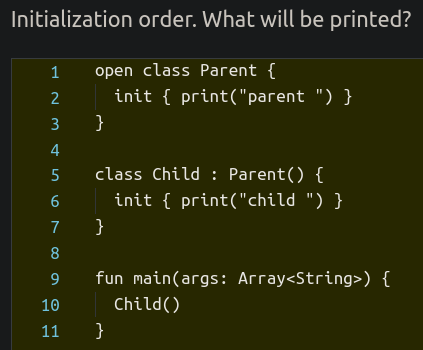 Initialization order. What will be printed?
1 open class Parent {
2 init { print("parent ") }
3 }
4
5 class Child : Parent() {
6 init { print("child ") }
7 }
8
9 fun main(args: Array<String>) {
10 Child()
11 }